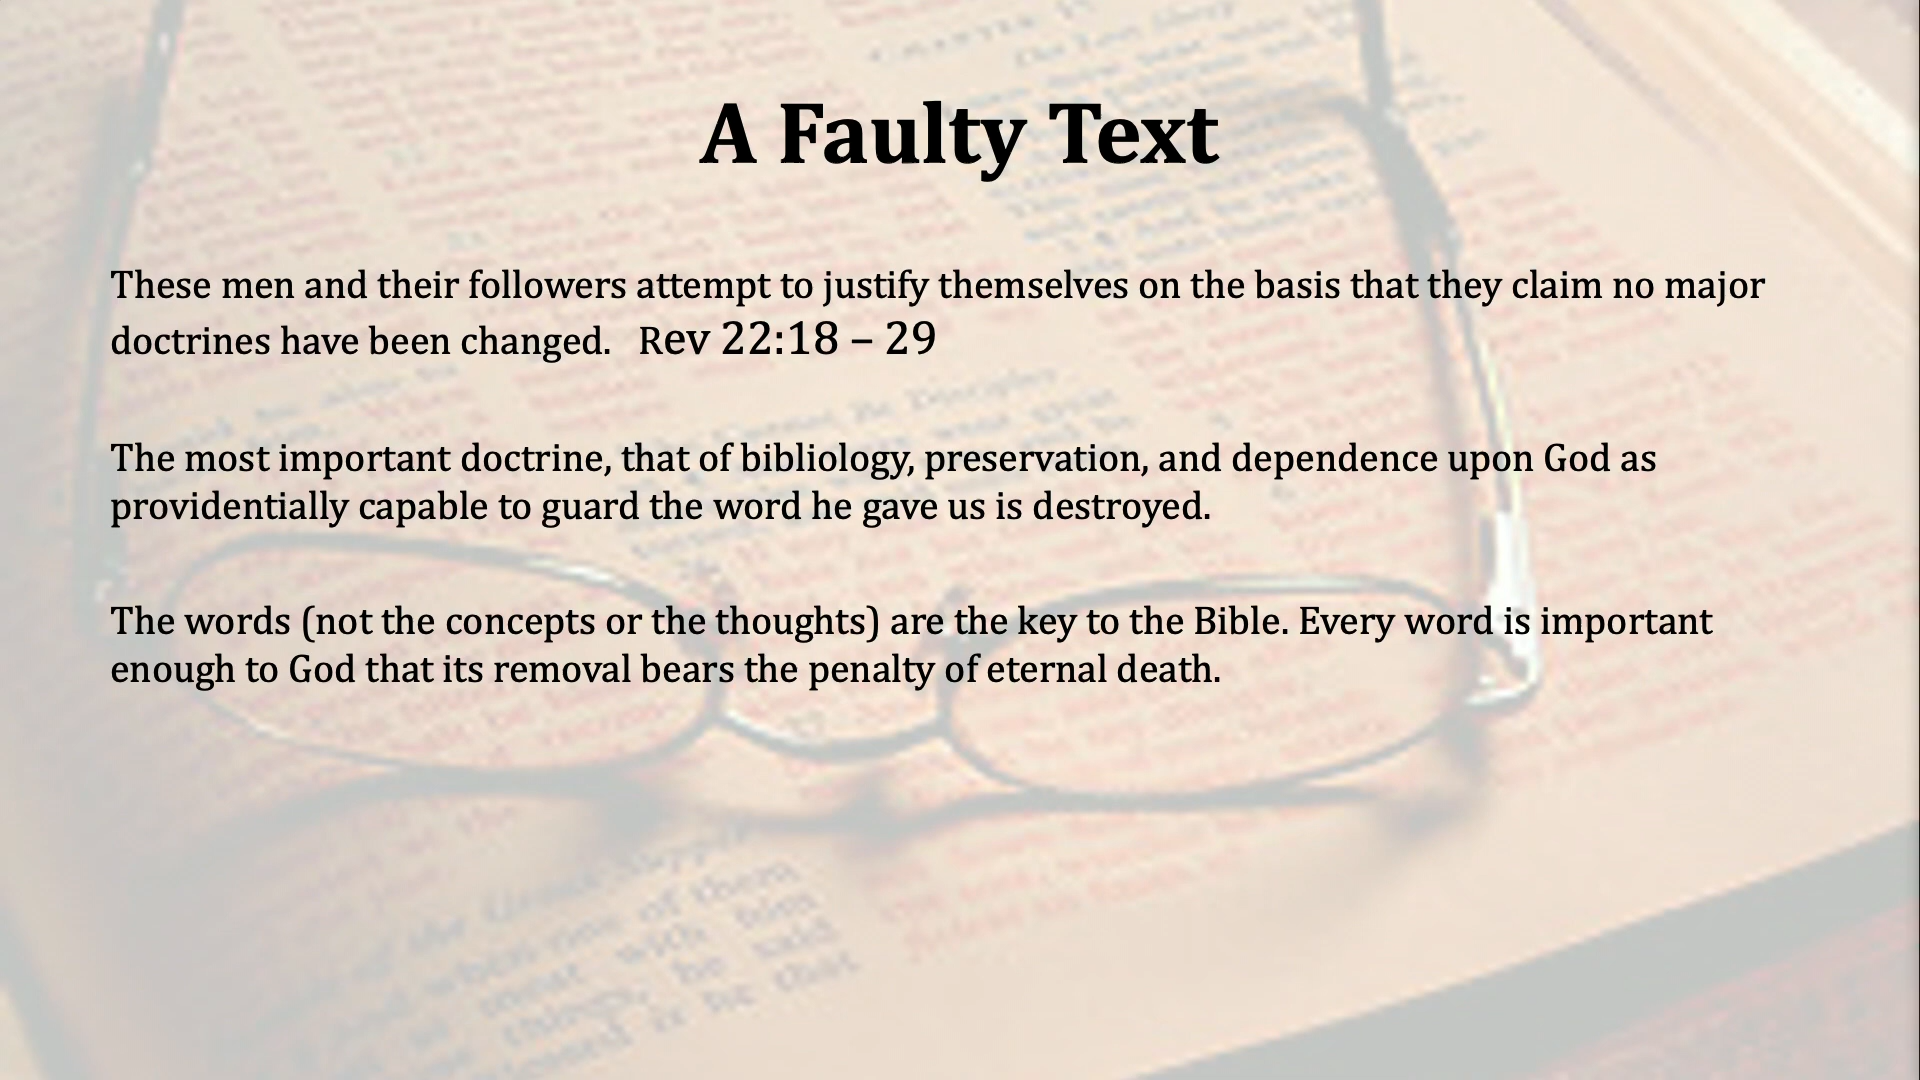 A Faulty Text
These men and their followers attempt to justify themselves on the basis that they claim no major
doctrines have been changed. Rev 22:18 – 29
The most important doctrine, that of bibliology, preservation, and dependence upon God as
providentially capable to guard the word he gave us is destroyed.
The words (not the concepts or the thoughts) are the key to the Bible. Every word is important
enough to God that its removal bears the penalty of eternal death.